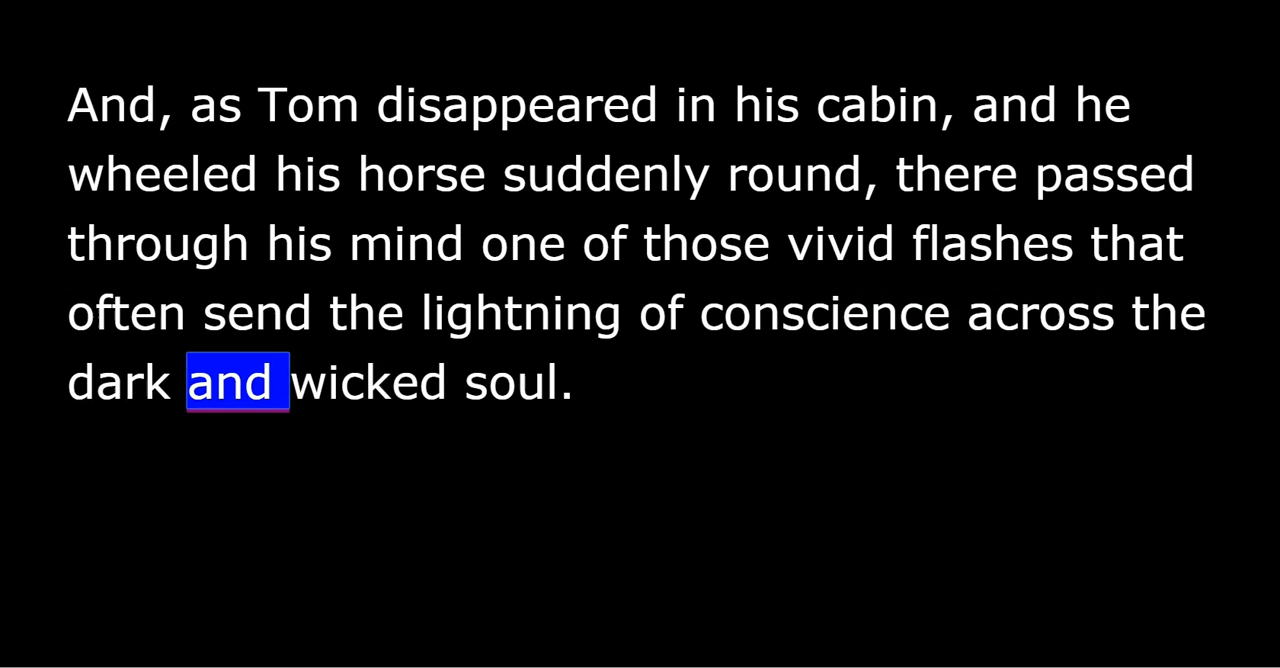 And, as Tom disappeared in his cabin, and he
wheeled his horse suddenly round, there passed
through his mind one of those vivid flashes that
often send the lightning of conscience across the
dark and wicked soul.